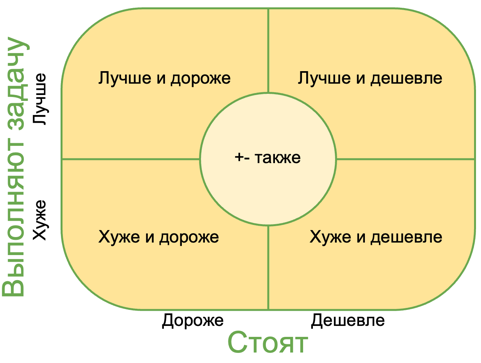 Выполняют задачу
Лучше
Хуже
Лучше и дороже
Лучше и дешевле
+- также
Хуже и дороже
Хуже и дешевле
Дороже
Дешевле
Стоят